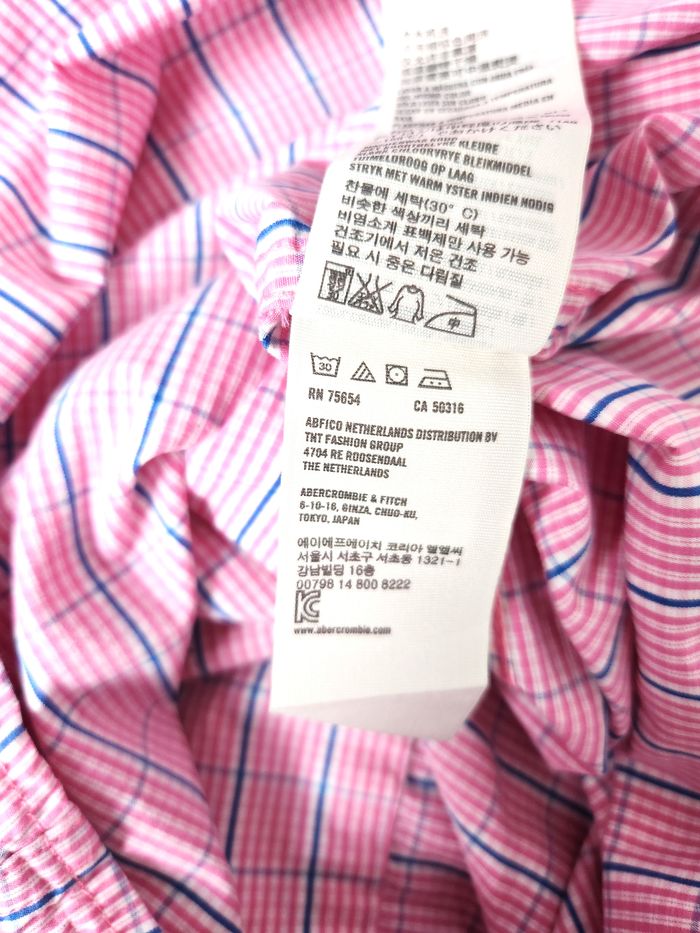 KLEURE
COLOURVRYE BLEIKMIDDEL
TUIMELDROOG OP LAAG
STRYK MET WARM YSTER INDIEN NODIG
찬물에 세탁(30° C)
비슷한 색상끼리 세탁
비염소계 표백제만 사용 가능
건조기에서 저온 건조
필요 시 중온 다림질
中
30
RN 75654 CA 50316
ABFICO NETHERLANDS DISTRIBUTION BV
TNT FASHION GROUP
4704 RE ROOSENDAAL
THE NETHERLANDS
ABERCROMBIE & FITCH
6-10-16, GINZA, CHUO-KU,
TOKYO, JAPAN
에이에프에이치 코리아 엘엘씨
서울시 서초구 서초동 1321-1
강남빌딩 16층
00798 14 800 8222
www.abercrombie.com